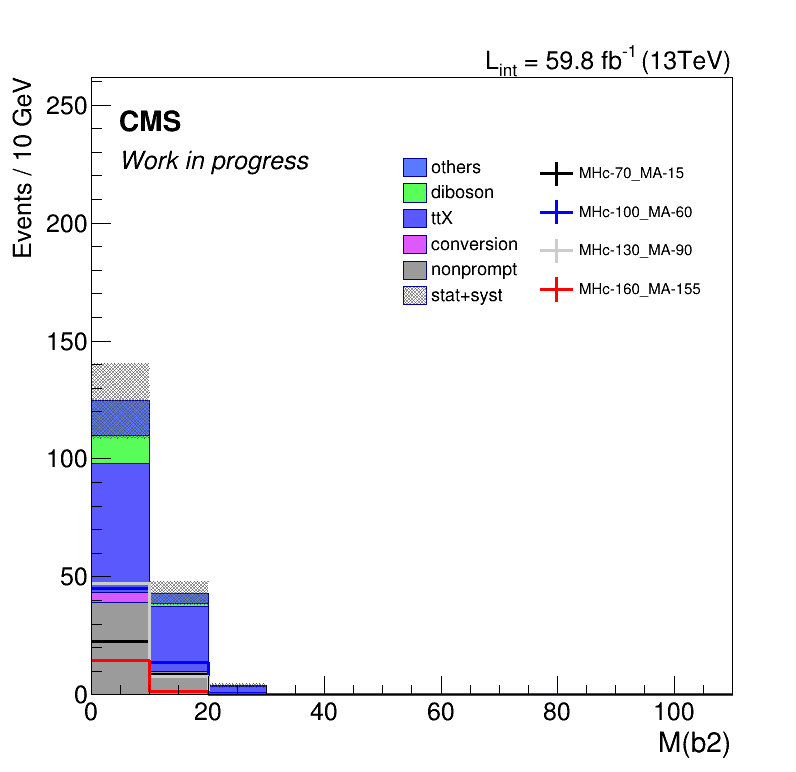 L_int = 59.8 fb^-1 (13TeV)
Events / 10 GeV
250
200
150
100
50
0
CMS
Work in progress
others
diboson
ttX
conversion
nonprompt
stat+syst
MHc-70_MA-15
MHc-100_MA-60
MHc-130_MA-90
MHc-160_MA-155
0 20 40 60 80 100
M(b2)